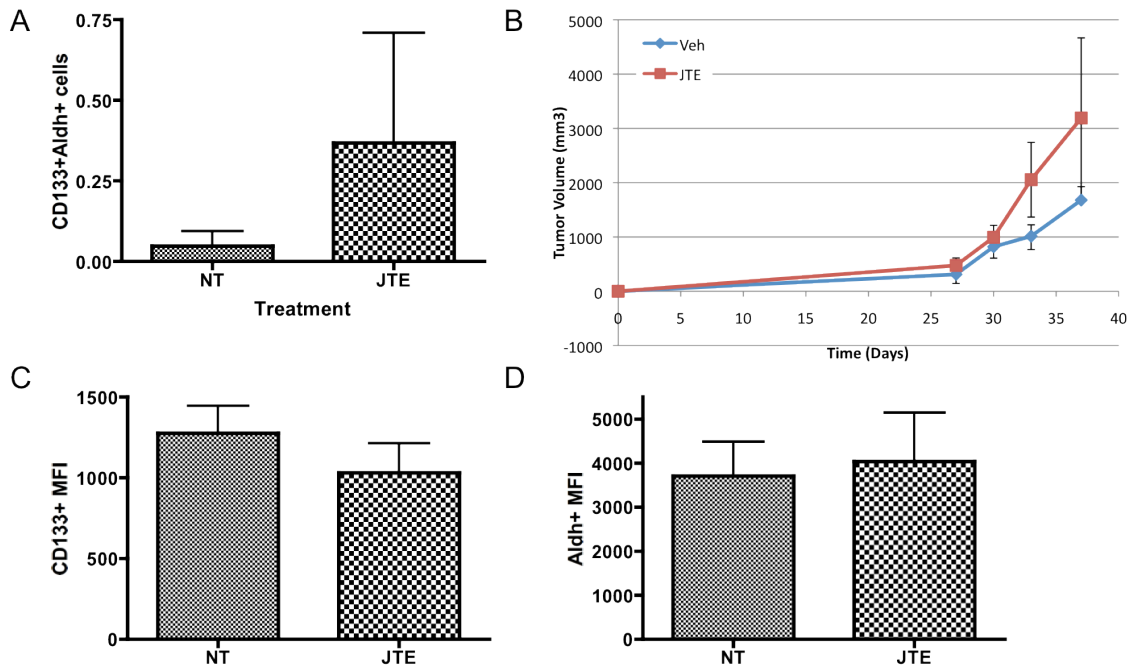 A
CD133+Aldh+ cells
0.75
0.50
0.25
0.00
NT
JTE
Treatment
B
Tumor Volume (mm3)
5000
4000
3000
2000
1000
0
-1000
Veh
JTE
0
5
10
15
20
25
30
35
40
Time (Days)
C
CD133+ MFI
1500
1000
500
0
NT
JTE
D
Aldh+ MFI
5000
4000
3000
2000
1000
0
NT
JTE